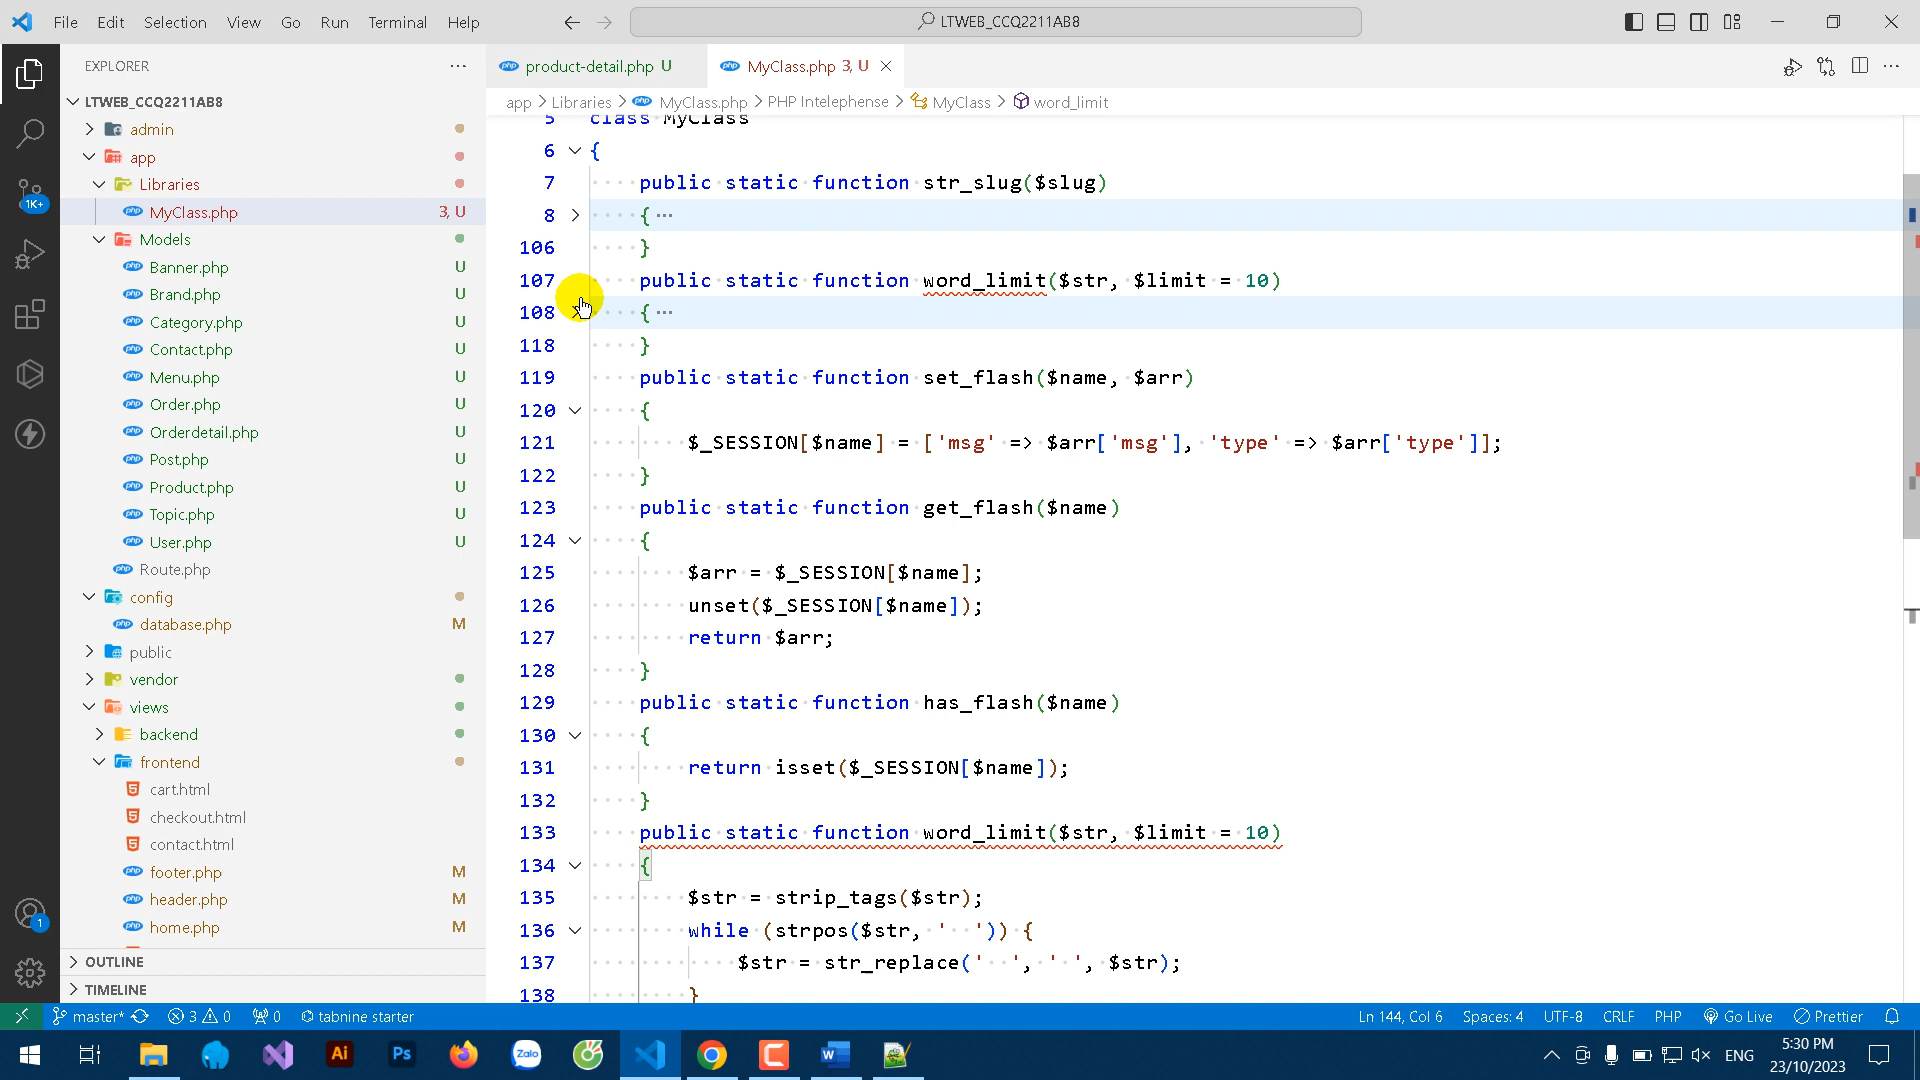 File Edit Selection View Go Run Terminal Help
LTWEB_CCQ2211AB8
EXPLORER
LTWEB_CCQ2211AB8
admin
app
Libraries
MyClass.php 3, U
Models
Banner.php U
Brand.php U
Category.php U
Contact.php U
Menu.php U
Order.php U
Orderdetail.php U
Post.php U
Product.php U
Topic.php U
User.php U
Route.php
config
database.php M
public
vendor
views
backend
frontend
cart.html
checkout.html
contact.html
footer.php M
header.php M
home.php M
OUTLINE
TIMELINE
1K+
1
product-detail.php U
MyClass.php 3, U
app > Libraries > MyClass.php > PHP Intelephense > MyClass > word_limit
5 class MyClass
6 {
7 public static function str_slug($slug)
8 { ···
106 }
107 public static function word_limit($str, $limit = 10)
108 { ···
118 }
119 public static function set_flash($name, $arr)
120 {
121 $_SESSION[$name] = ['msg' => $arr['msg'], 'type' => $arr['type']];
122 }
123 public static function get_flash($name)
124 {
125 $arr = $_SESSION[$name];
126 unset($_SESSION[$name]);
127 return $arr;
128 }
129 public static function has_flash($name)
130 {
131 return isset($_SESSION[$name]);
132 }
133 public static function word_limit($str, $limit = 10)
134 {
135 $str = strip_tags($str);
136 while (strpos($str, '  ')) {
137 $str = str_replace('  ', ' ', $str);
138 }
master* 3 0 0 tabnine starter
Ln 144, Col 6 Spaces: 4 UTF-8 CRLF PHP Go Live Prettier
Ai Ps Zalo
ENG
5:30 PM
23/10/2023